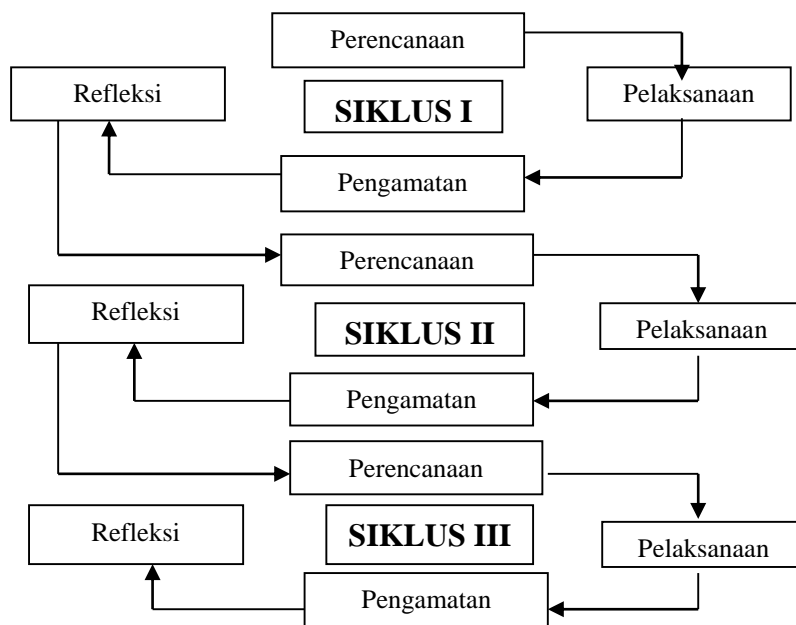 Perencanaan
Refleksi
SIKLUS I
Pelaksanaan
Pengamatan
Perencanaan
Refleksi
SIKLUS II
Pelaksanaan
Pengamatan
Perencanaan
Refleksi
SIKLUS III
Pelaksanaan
Pengamatan